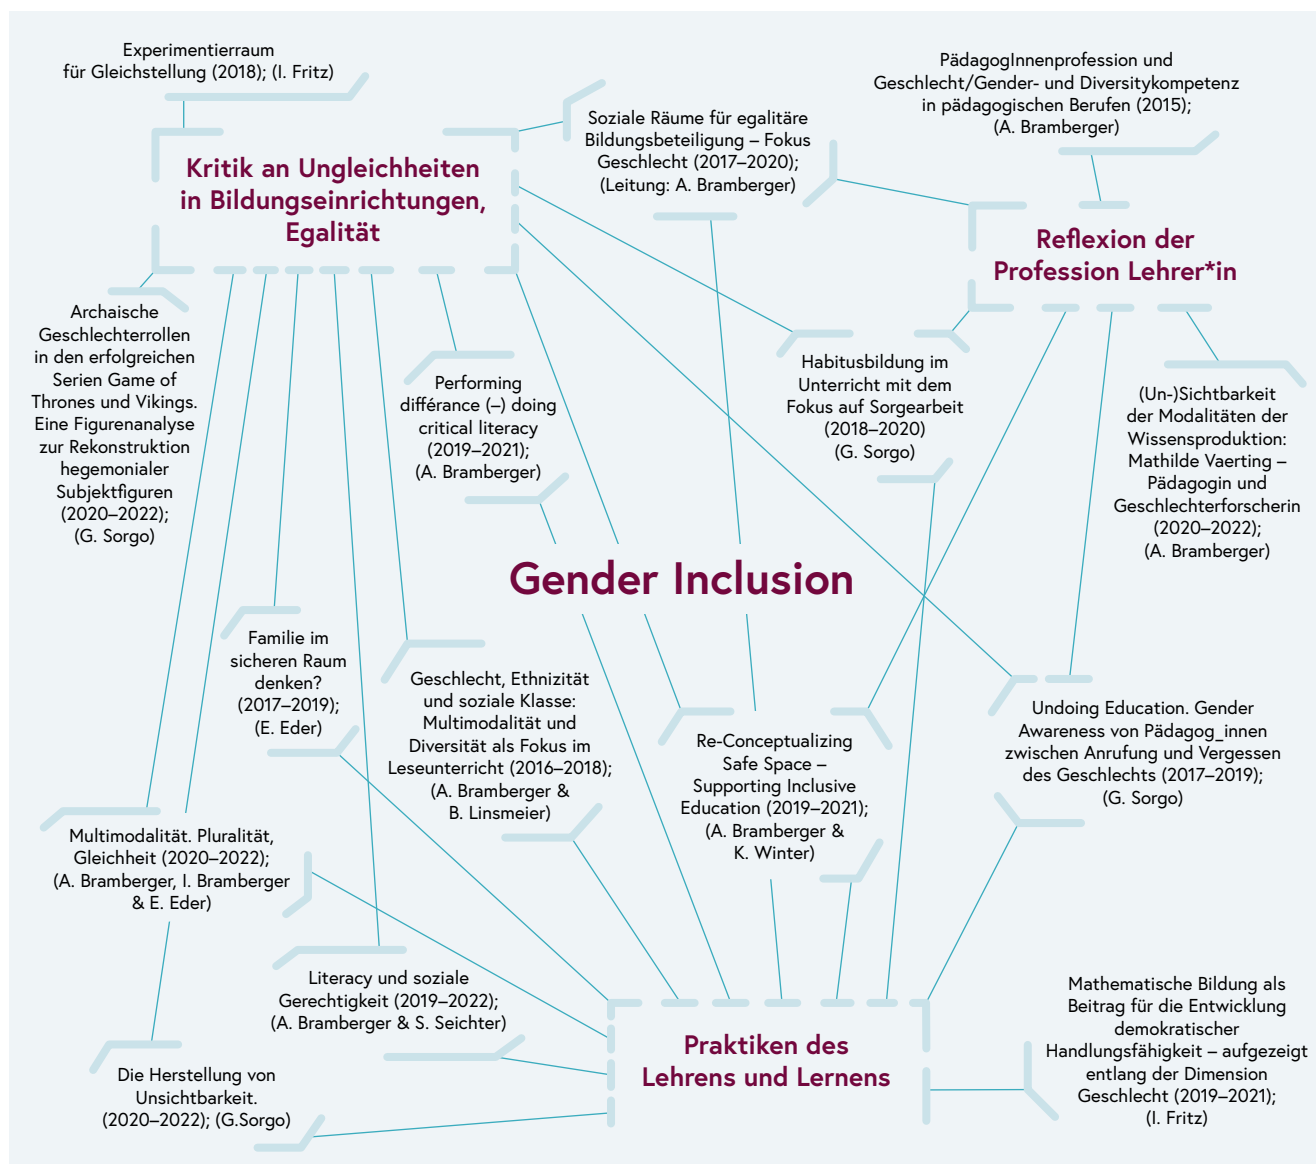 Experimentierraum
für Gleichstellung (2018); (I. Fritz)
PädagogInnenprofession und
Geschlecht/Gender- und Diversitykompetenz
in pädagogischen Berufen (2015);
(A. Bramberger)
Soziale Räume für egalitäre
Bildungsbeteiligung – Fokus
Geschlecht (2017–2020);
(Leitung: A. Bramberger)
Kritik an Ungleichheiten
in Bildungseinrichtungen,
Egalität
Reflexion der
Profession Lehrer*in
Archaische
Geschlechterrollen
in den erfolgreichen
Serien Game of
Thrones und Vikings.
Eine Figurenanalyse
zur Rekonstruktion
hegemonialer
Subjektfiguren
(2020–2022);
(G. Sorgo)
Performing
différance (–) doing
critical literacy
(2019–2021);
(A. Bramberger)
Habitusbildung im
Unterricht mit dem
Fokus auf Sorgearbeit
(2018–2020)
(G. Sorgo)
(Un-)Sichtbarkeit
der Modalitäten der
Wissensproduktion:
Mathilde Vaerting –
Pädagogin und
Geschlechterforscherin
(2020–2022);
(A. Bramberger)
Gender Inclusion
Familie im
sicheren Raum
denken?
(2017–2019);
(E. Eder)
Geschlecht, Ethnizität
und soziale Klasse:
Multimodalität und
Diversität als Fokus im
Leseunterricht (2016–2018);
(A. Bramberger &
B. Linsmeier)
Re-Conceptualizing
Safe Space –
Supporting Inclusive
Education (2019–2021);
(A. Bramberger &
K. Winter)
Undoing Education. Gender
Awareness von Pädagog_innen
zwischen Anrufung und Vergessen
des Geschlechts (2017–2019);
(G. Sorgo)
Multimodalität. Pluralität,
Gleichheit (2020–2022);
(A. Bramberger, I. Bramberger
& E. Eder)
Literacy und soziale
Gerechtigkeit (2019–2022);
(A. Bramberger & S. Seichter)
Die Herstellung von
Unsichtbarkeit.
(2020–2022); (G.Sorgo)
Praktiken des
Lehrens und Lernens
Mathematische Bildung als
Beitrag für die Entwicklung
demokratischer
Handlungsfähigkeit – aufgezeigt
entlang der Dimension
Geschlecht (2019–2021);
(I. Fritz)